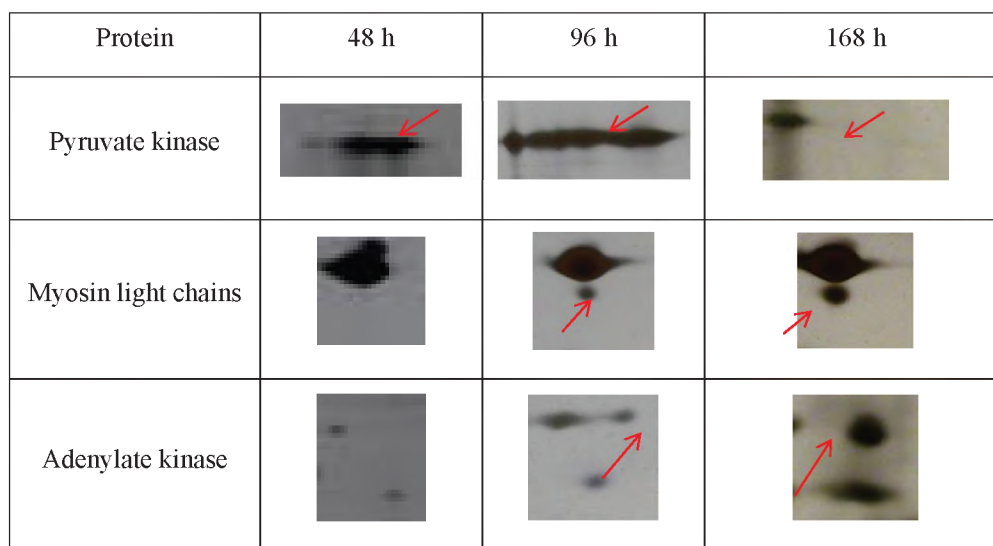 Protein 48 h 96 h 168 h
Pyruvate kinase
Myosin light chains
Adenylate kinase